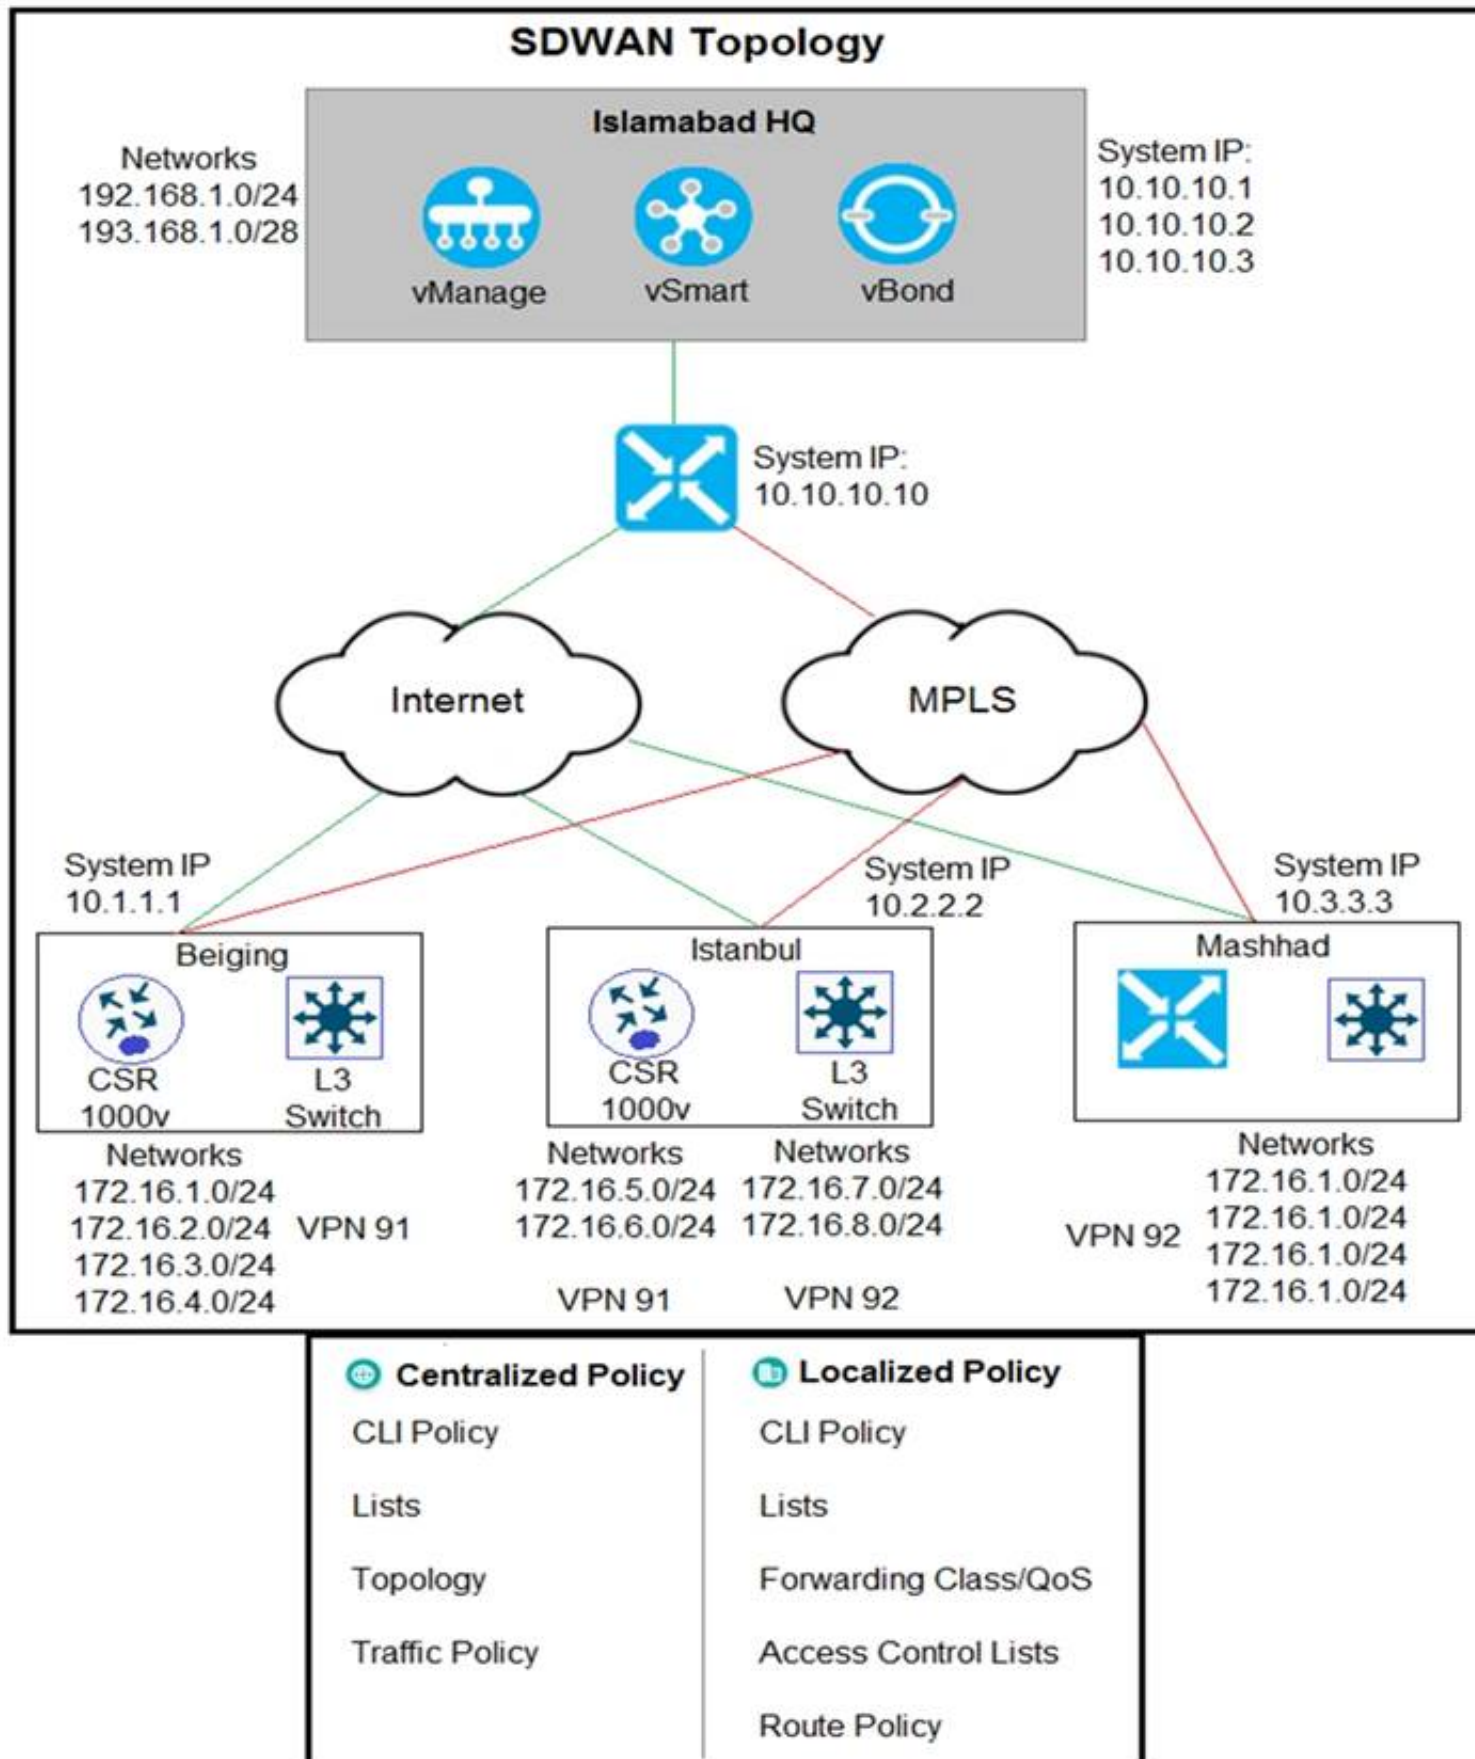 SDWAN Topology
Islamabad HQ
Networks
192.168.1.0/24
193.168.1.0/28
vManage
vSmart
vBond
System IP:
10.10.10.1
10.10.10.2
10.10.10.3
System IP:
10.10.10.10
Internet
MPLS
System IP
10.1.1.1
System IP
10.2.2.2
System IP
10.3.3.3
Beiging
CSR
1000v
L3
Switch
Istanbul
CSR
1000v
L3
Switch
Mashhad
Networks
172.16.1.0/24
172.16.2.0/24
172.16.3.0/24
172.16.4.0/24
VPN 91
Networks
172.16.5.0/24
172.16.6.0/24
VPN 91
Networks
172.16.7.0/24
172.16.8.0/24
VPN 92
VPN 92
Networks
172.16.1.0/24
172.16.1.0/24
172.16.1.0/24
172.16.1.0/24
Centralized Policy
CLI Policy
Lists
Topology
Traffic Policy
Localized Policy
CLI Policy
Lists
Forwarding Class/QoS
Access Control Lists
Route Policy